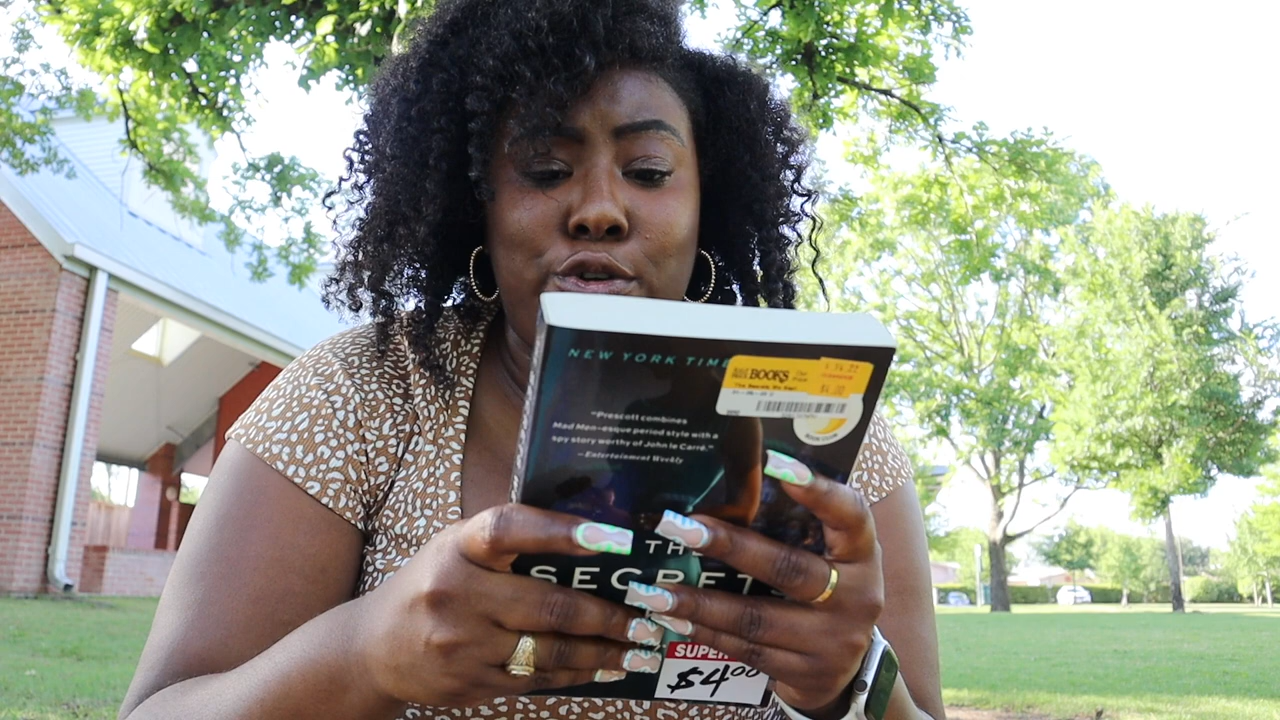 NEW YORK TIME
BOOKS
"Prescott combines
Mad Men-esque period style with a
spy story worthy of John le Carré."
—Entertainment Weekly
THE
SECRETS
SUPER
$4.00